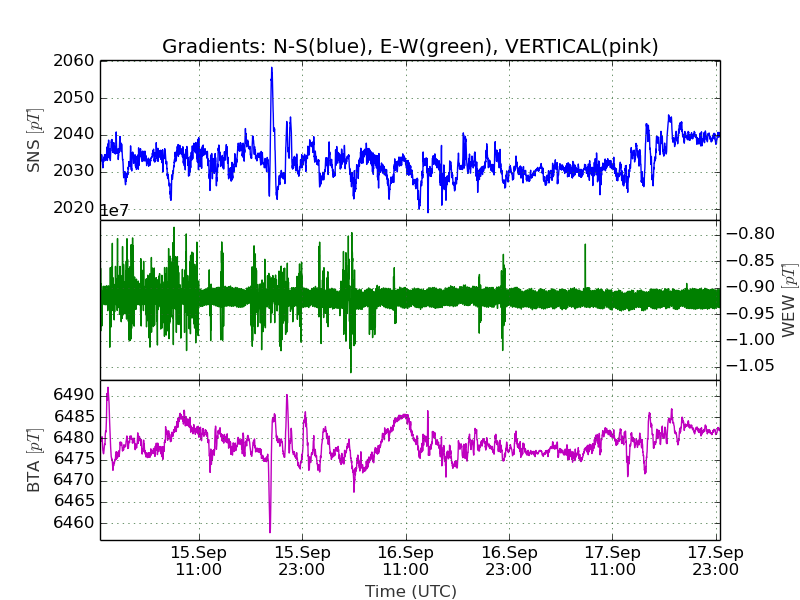 Gradients: N-S(blue), E-W(green), VERTICAL(pink)
2060
2050
2040
2030
2020
SNS [pT]
1e7
−0.80
−0.85
−0.90
−0.95
−1.00
−1.05
WEW [pT]
6490
6485
6480
6475
6470
6465
6460
BTA [pT]
15.Sep 15.Sep 16.Sep 16.Sep 17.Sep 17.Sep
11:00 23:00 11:00 23:00 11:00 23:00
Time (UTC)